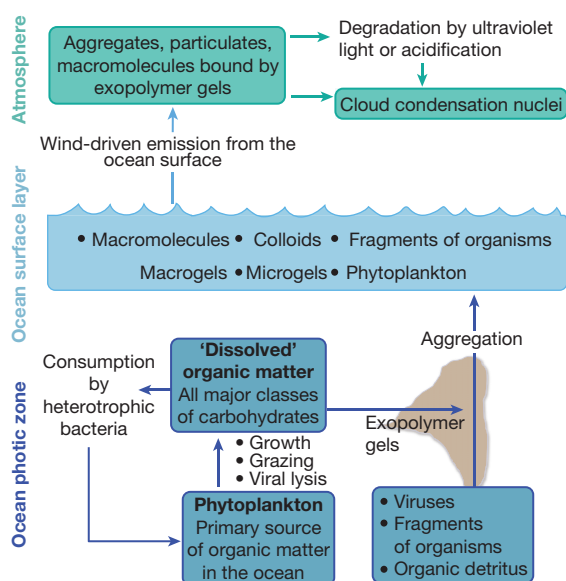 Atmosphere
Aggregates, particulates,
macromolecules bound by
exopolymer gels
Degradation by ultraviolet
light or acidification
Cloud condensation nuclei
Wind-driven emission from the
ocean surface
Ocean surface layer
• Macromolecules • Colloids • Fragments of organisms
Macrogels • Microgels • Phytoplankton
Aggregation
Ocean photic zone
Consumption
by
heterotrophic
bacteria
‘Dissolved’
organic matter
All major classes
of carbohydrates
Exopolymer
gels
• Growth
• Grazing
• Viral lysis
Phytoplankton
Primary source
of organic matter
in the ocean
• Viruses
• Fragments
of organisms
• Organic detritus